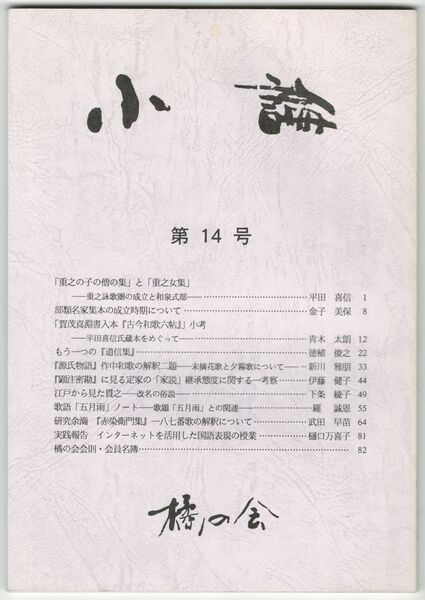 小
第 14 号
「重之の子の僧の集」と「重之女集」
――重之詠歌圏の成立と和泉式部――………… 平田 喜信 1
部類名家集本の成立時期について………… 金子 美保 8
「賀茂真淵書入本『古今和歌六帖』」小考
――平田喜信氏蔵本をめぐって――………… 青木 太朗 12
もう一つの『道信集』………… 徳植 俊之 22
『源氏物語』作中和歌の解釈二題――末摘花歌と夕霧歌について――… 新川 雅朋 33
『顕注密勘』に見る定家の「家説」継承態度に関する一考察………… 伊藤 健子 44
江戸から見た貫之――改名の俗説――………… 下条 綾子 49
歌語「五月雨」ノート――歌題「五月雨」との関連――………… 羅 誠恩 55
研究余滴 『赤染衛門集』一八七番歌の解釈について………… 武田 早苗 64
実践報告 インターネットを活用した国語表現の授業………… 樋口万喜子 81
橘の会会則・会員名簿………… 82
橘の会